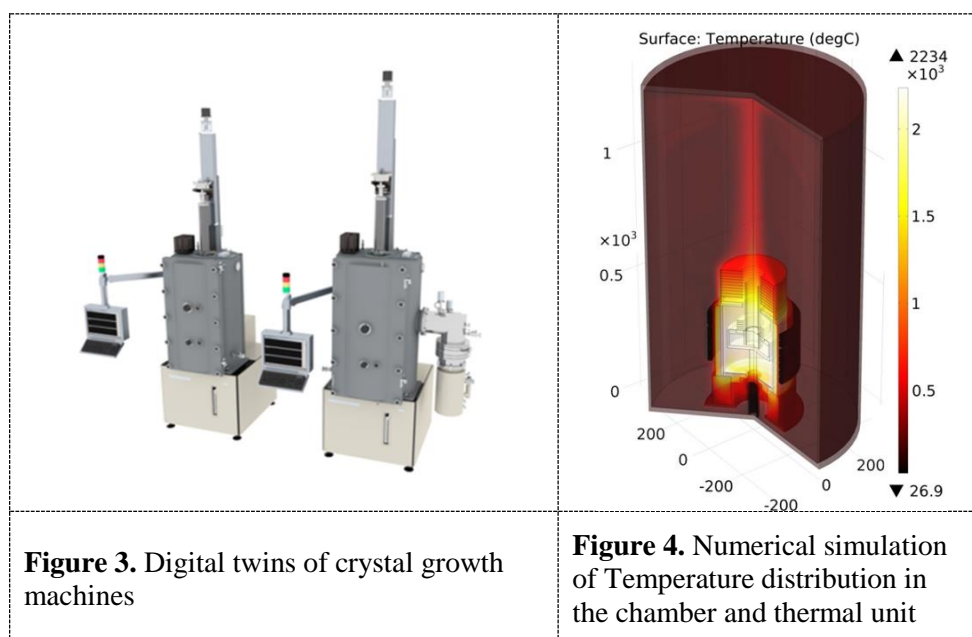 Surface: Temperature (degC)
▲ 2234
×10³
2
1
1.5
×10³
0.5
1
0
0.5
200
0
-200
-200
0
200
▼ 26.9
Figure 3. Digital twins of crystal growth
machines
Figure 4. Numerical simulation
of Temperature distribution in
the chamber and thermal unit